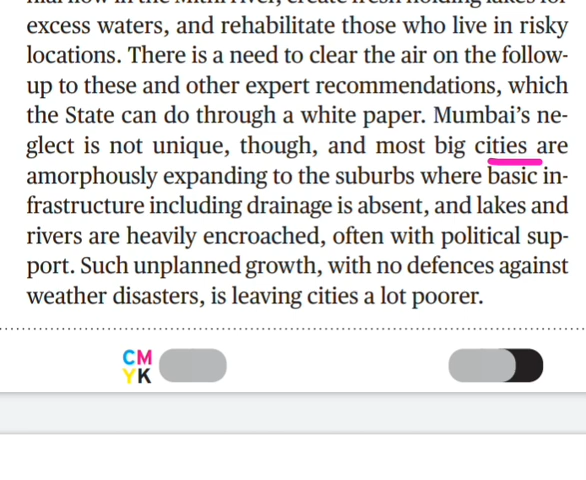 excess waters, and rehabilitate those who live in risky
locations. There is a need to clear the air on the follow-
up to these and other expert recommendations, which
the State can do through a white paper. Mumbai’s ne-
glect is not unique, though, and most big cities are
amorphously expanding to the suburbs where basic in-
frastructure including drainage is absent, and lakes and
rivers are heavily encroached, often with political sup-
port. Such unplanned growth, with no defences against
weather disasters, is leaving cities a lot poorer.
CM
YK